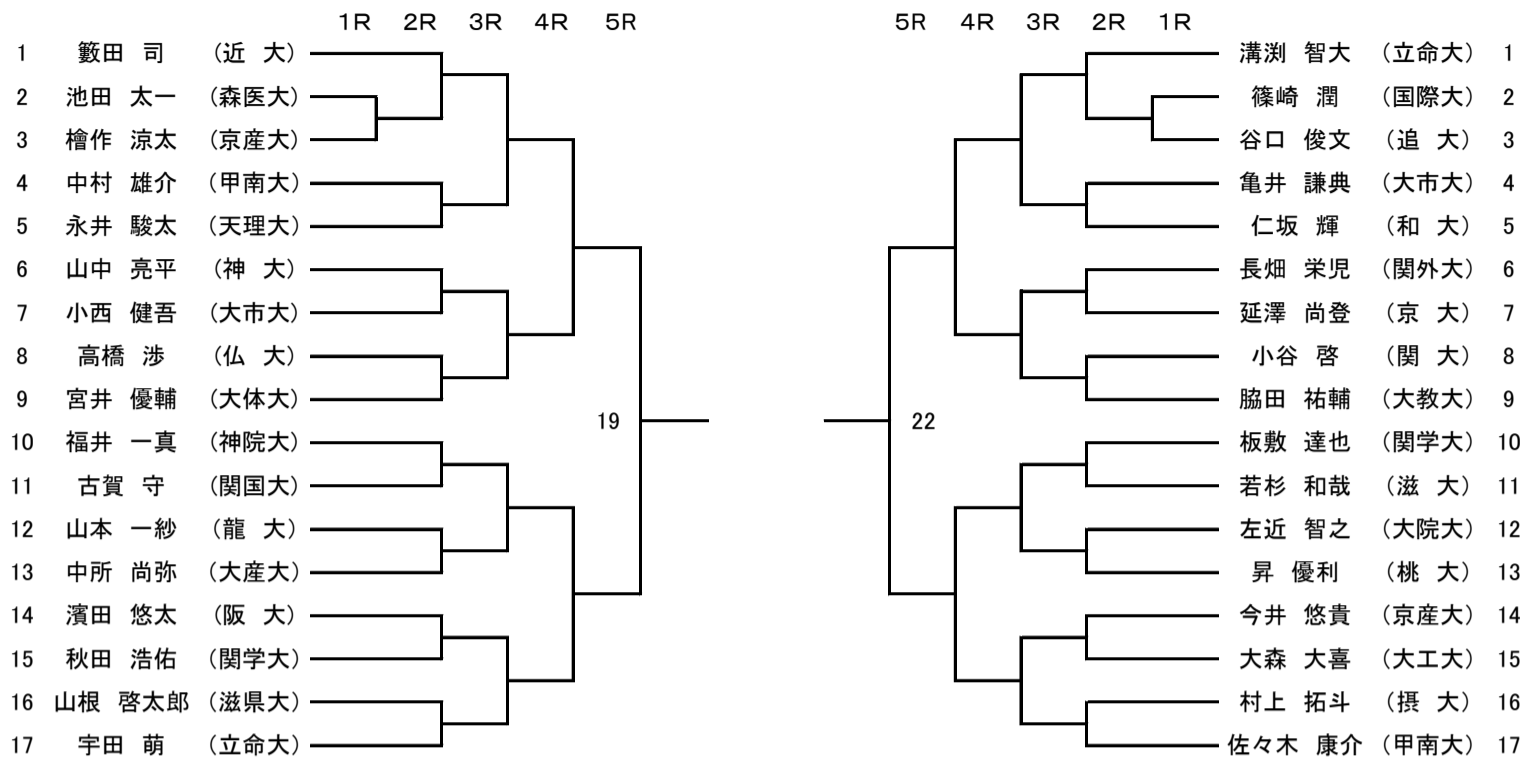 1R 2R 3R 4R 5R 5R 4R 3R 2R 1R
1 籔田 司 (近 大) 溝渕 智大 (立命大) 1
2 池田 太一 (森医大) 篠崎 潤 (国際大) 2
3 檜作 涼太 (京産大) 谷口 俊文 (追 大) 3
4 中村 雄介 (甲南大) 亀井 謙典 (大市大) 4
5 永井 駿太 (天理大) 仁坂 輝 (和 大) 5
6 山中 亮平 (神 大) 長畑 栄児 (関外大) 6
7 小西 健吾 (大市大) 延澤 尚登 (京 大) 7
8 高橋 渉 (仏 大) 小谷 啓 (関 大) 8
9 宮井 優輔 (大体大) 脇田 祐輔 (大教大) 9
19 22
10 福井 一真 (神院大) 板敷 達也 (関学大) 10
11 古賀 守 (関国大) 若杉 和哉 (滋 大) 11
12 山本 一紗 (龍 大) 左近 智之 (大院大) 12
13 中所 尚弥 (大産大) 昇 優利 (桃 大) 13
14 濱田 悠太 (阪 大) 今井 悠貴 (京産大) 14
15 秋田 浩佑 (関学大) 大森 大喜 (大工大) 15
16 山根 啓太郎 (滋県大) 村上 拓斗 (摂 大) 16
17 宇田 萌 (立命大) 佐々木 康介 (甲南大) 17